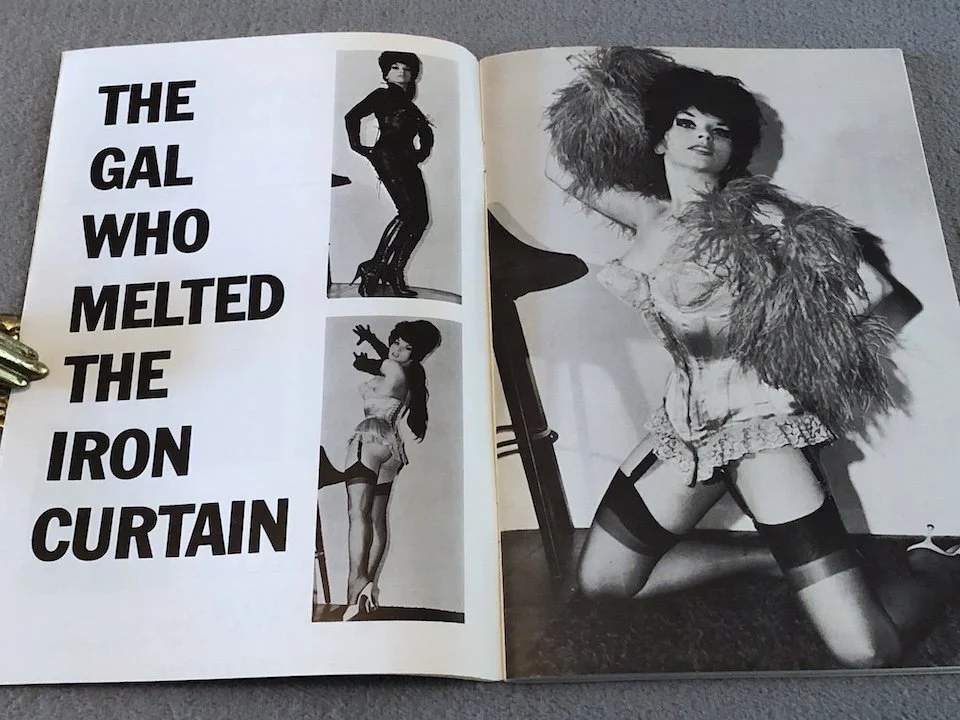 THE
GAL
WHO
MELTED
THE
IRON
CURTAIN